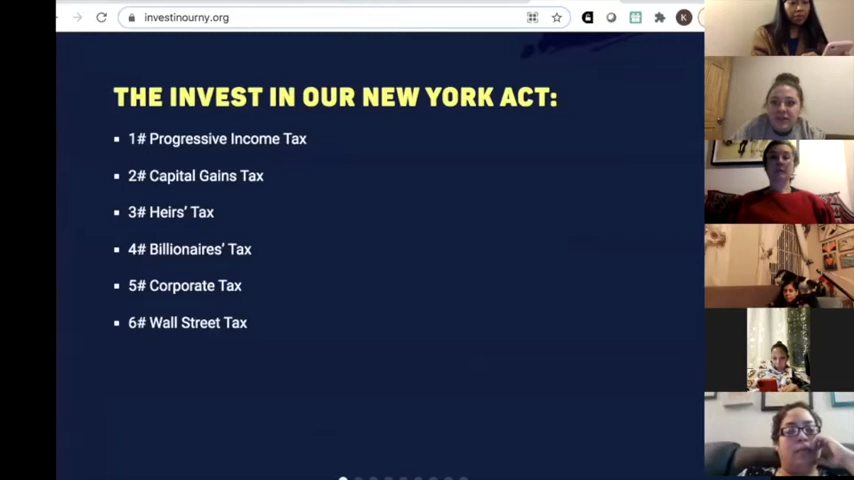 investinourny.org
K
THE INVEST IN OUR NEW YORK ACT:
1# Progressive Income Tax
2# Capital Gains Tax
3# Heirs’ Tax
4# Billionaires’ Tax
5# Corporate Tax
6# Wall Street Tax